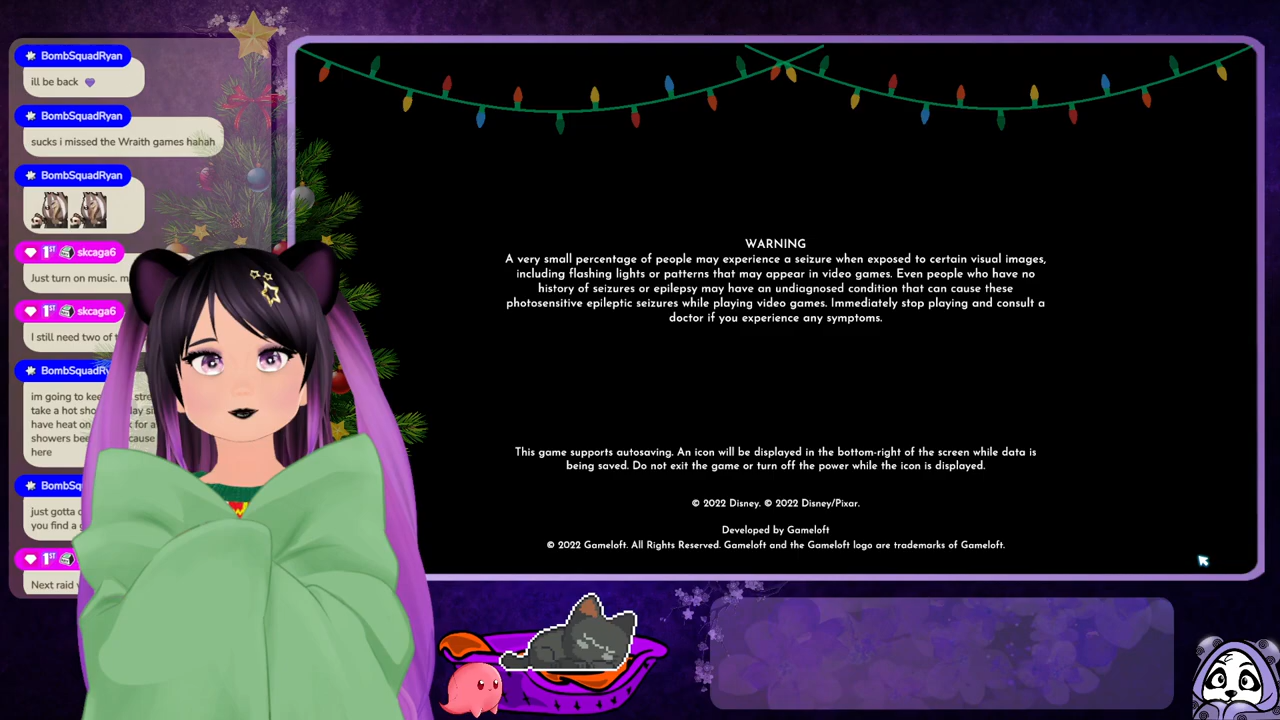 BombSquadRyan
ill be back
BombSquadRyan
sucks i missed the Wraith games hahah
BombSquadRyan
1ST skcaga6
Just turn on music.
1ST skcaga6
I still need two of
BombSquadRy
im going to
take a hot
have heat on
showers
here
BombSq
just gotta
you find a
1ST
Next raid
WARNING
A very small percentage of people may experience a seizure when exposed to certain visual images,
including flashing lights or patterns that may appear in video games. Even people who have no
history of seizures or epilepsy may have an undiagnosed condition that can cause these
photosensitive epileptic seizures while playing video games. Immediately stop playing and consult a
doctor if you experience any symptoms.
This game supports autosaving. An icon will be displayed in the bottom-right of the screen while data is
being saved. Do not exit the game or turn off the power while the icon is displayed.
© 2022 Disney. © 2022 Disney/Pixar.
Developed by Gameloft
© 2022 Gameloft. All Rights Reserved. Gameloft and the Gameloft logo are trademarks of Gameloft.